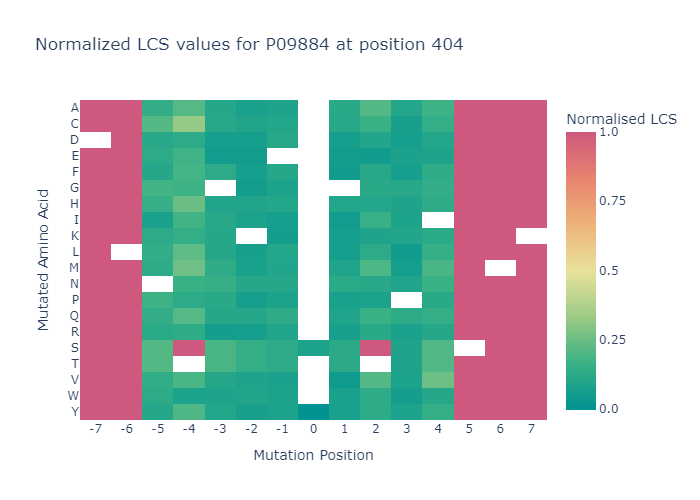 Normalized LCS values for P09884 at position 404
Normalised LCS
1.0
0.75
0.5
0.25
0.0
Mutated Amino Acid
A
C
D
E
F
G
H
I
K
L
M
N
P
Q
R
S
T
V
W
Y
-7 -6 -5 -4 -3 -2 -1 0 1 2 3 4 5 6 7
Mutation Position